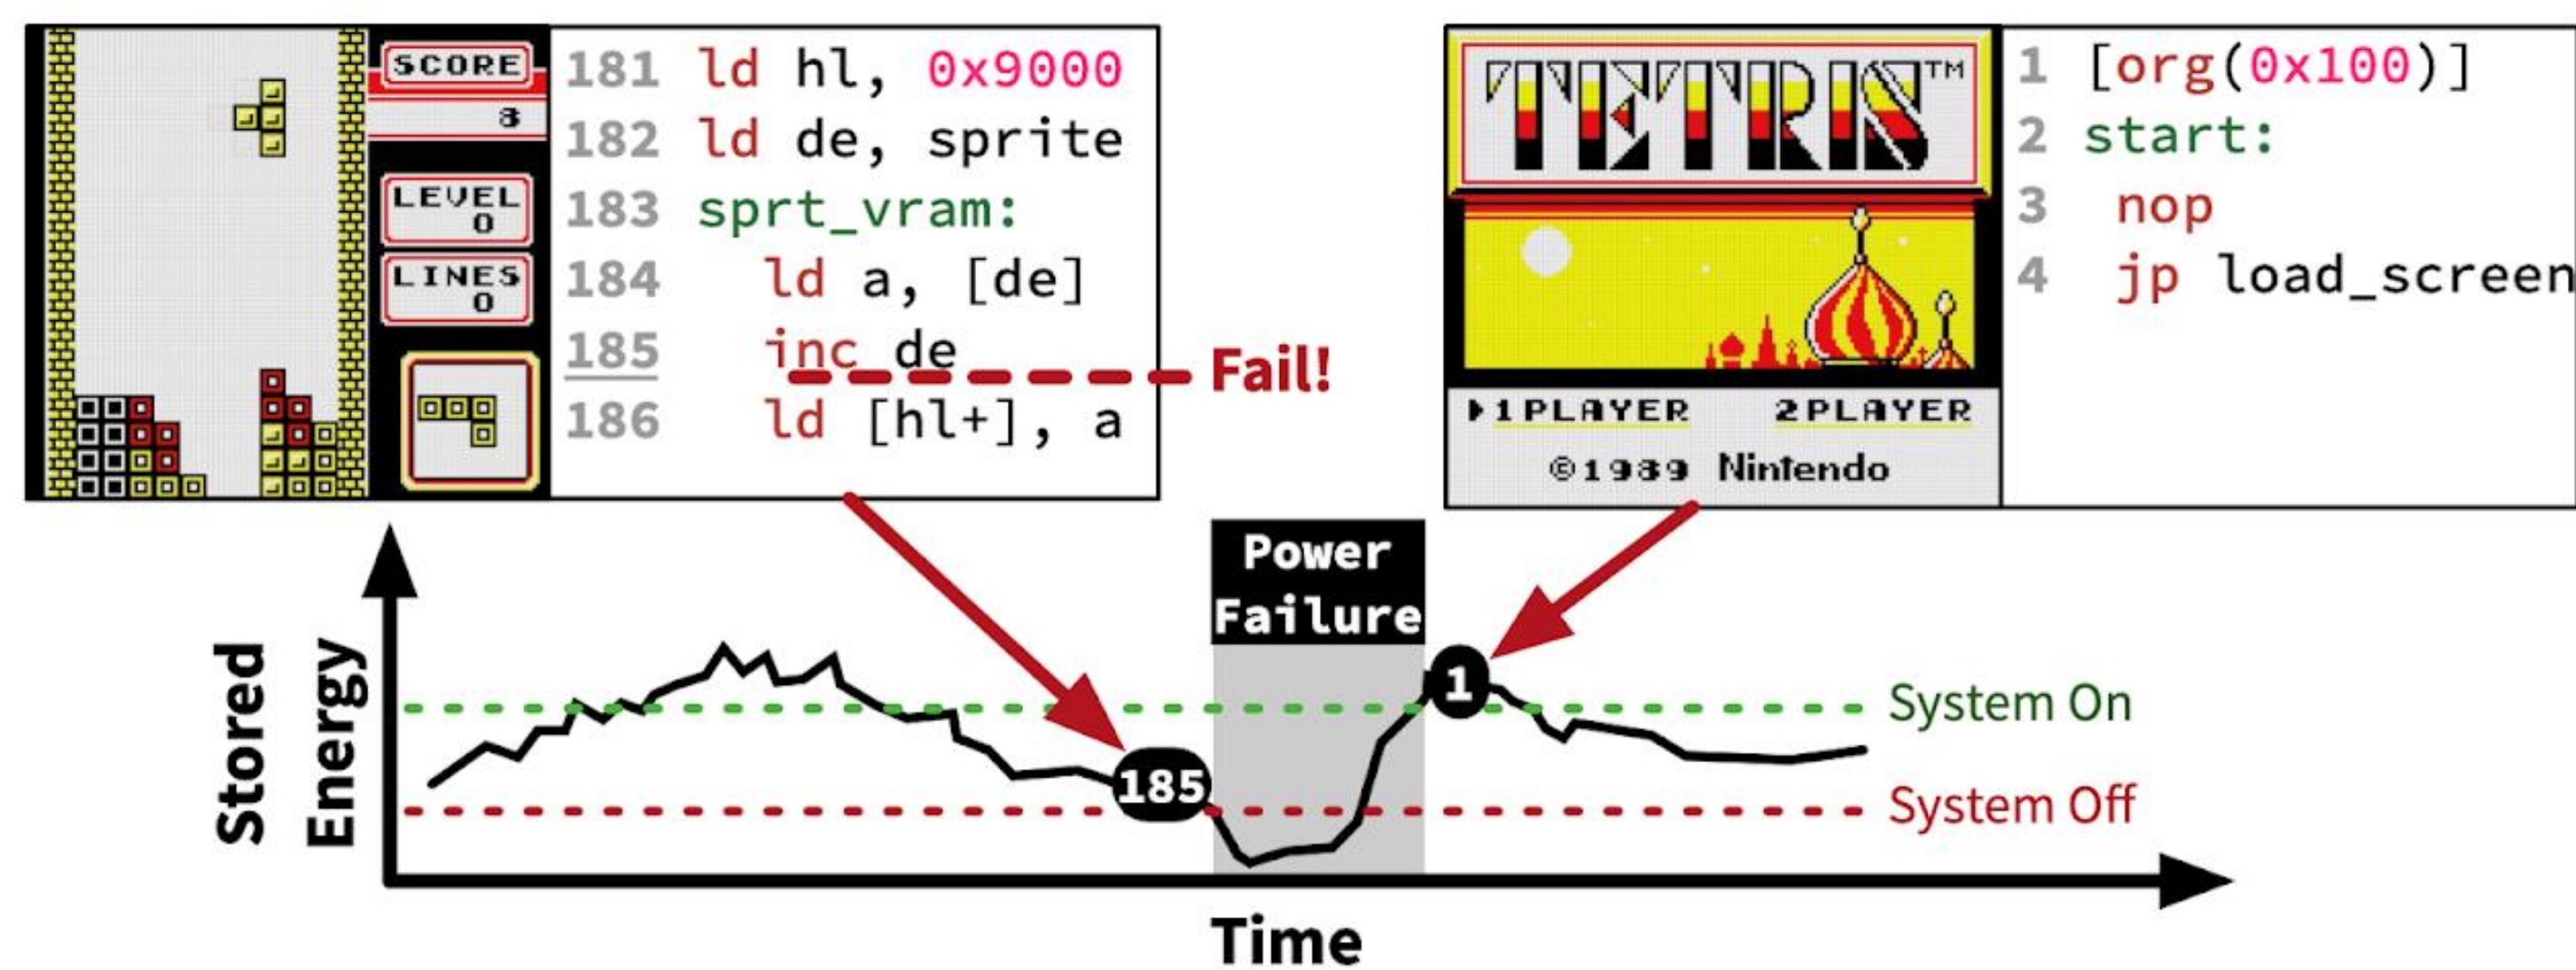 SCORE
8
LEVEL
0
LINES
0
181 ld hl, 0x9000
182 ld de, sprite
183 sprt_vram:
184 ld a, [de]
185 inc de
186 ld [hl+], a
Fail!
TETRIS™
1PLAYER 2PLAYER
©1989 Nintendo
1 [org(0x100)]
2 start:
3 nop
4 jp load_screen
Power
Failure
Stored
Energy
185
1
System On
System Off
Time